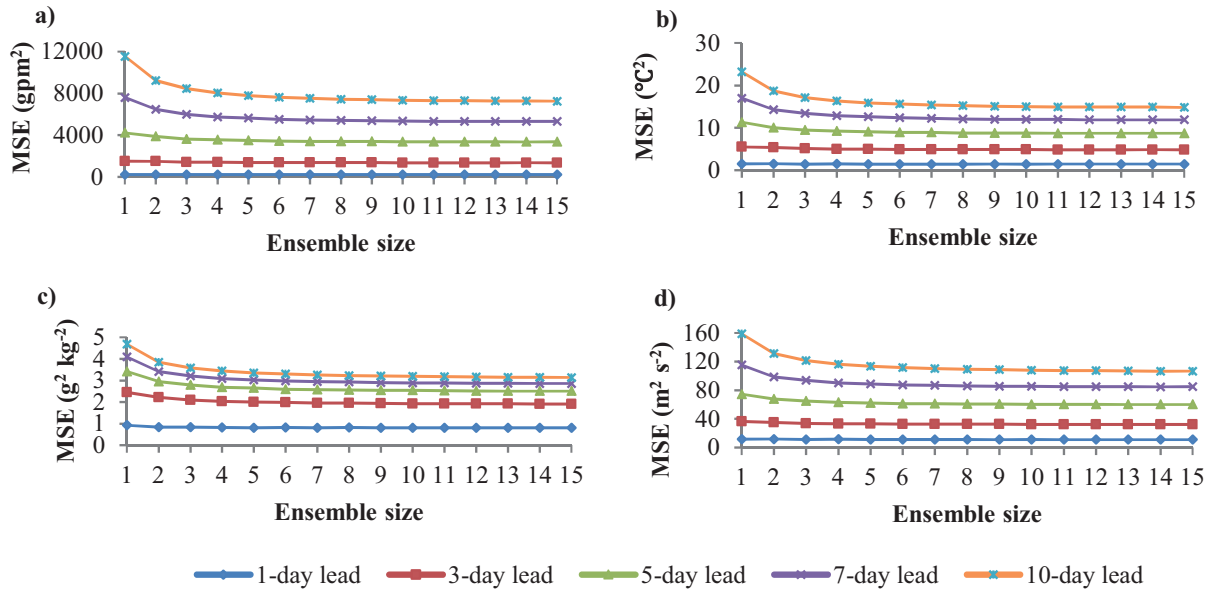 a)
MSE (gpm²)
12000
8000
4000
0
1 2 3 4 5 6 7 8 9 10 11 12 13 14 15
Ensemble size
b)
MSE (℃²)
30
20
10
0
1 2 3 4 5 6 7 8 9 10 11 12 13 14 15
Ensemble size
c)
MSE (g² kg⁻²)
5
4
3
2
1
0
1 2 3 4 5 6 7 8 9 10 11 12 13 14 15
Ensemble size
d)
MSE (m² s⁻²)
160
120
80
40
0
1 2 3 4 5 6 7 8 9 10 11 12 13 14 15
Ensemble size
1-day lead 3-day lead 5-day lead 7-day lead 10-day lead